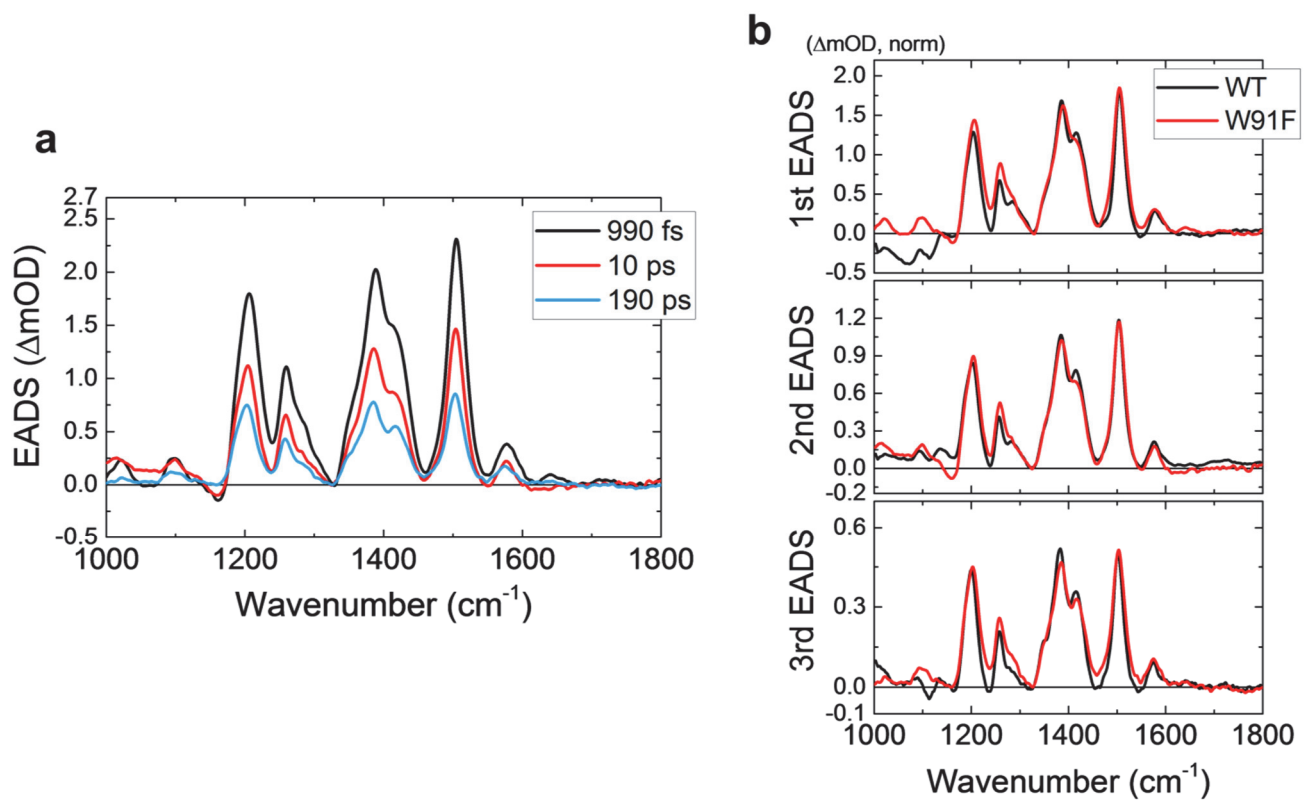 a
EADS (ΔmOD)
2.7
2.5
2.0
1.5
1.0
0.5
0.0
-0.5
990 fs
10 ps
190 ps
1000 1200 1400 1600 1800
Wavenumber (cm⁻¹)
b
(ΔmOD, norm)
WT
W91F
1st EADS
2.0
1.5
1.0
0.5
0.0
-0.5
2nd EADS
1.2
0.9
0.6
0.3
0.0
-0.2
3rd EADS
0.6
0.3
0.0
-0.1
1000 1200 1400 1600 1800
Wavenumber (cm⁻¹)